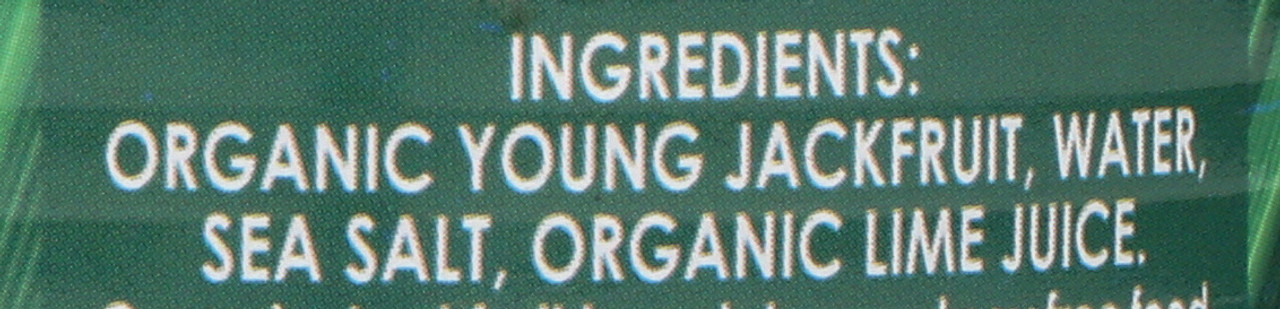 INGREDIENTS:
ORGANIC YOUNG JACKFRUIT, WATER,
SEA SALT, ORGANIC LIME JUICE.